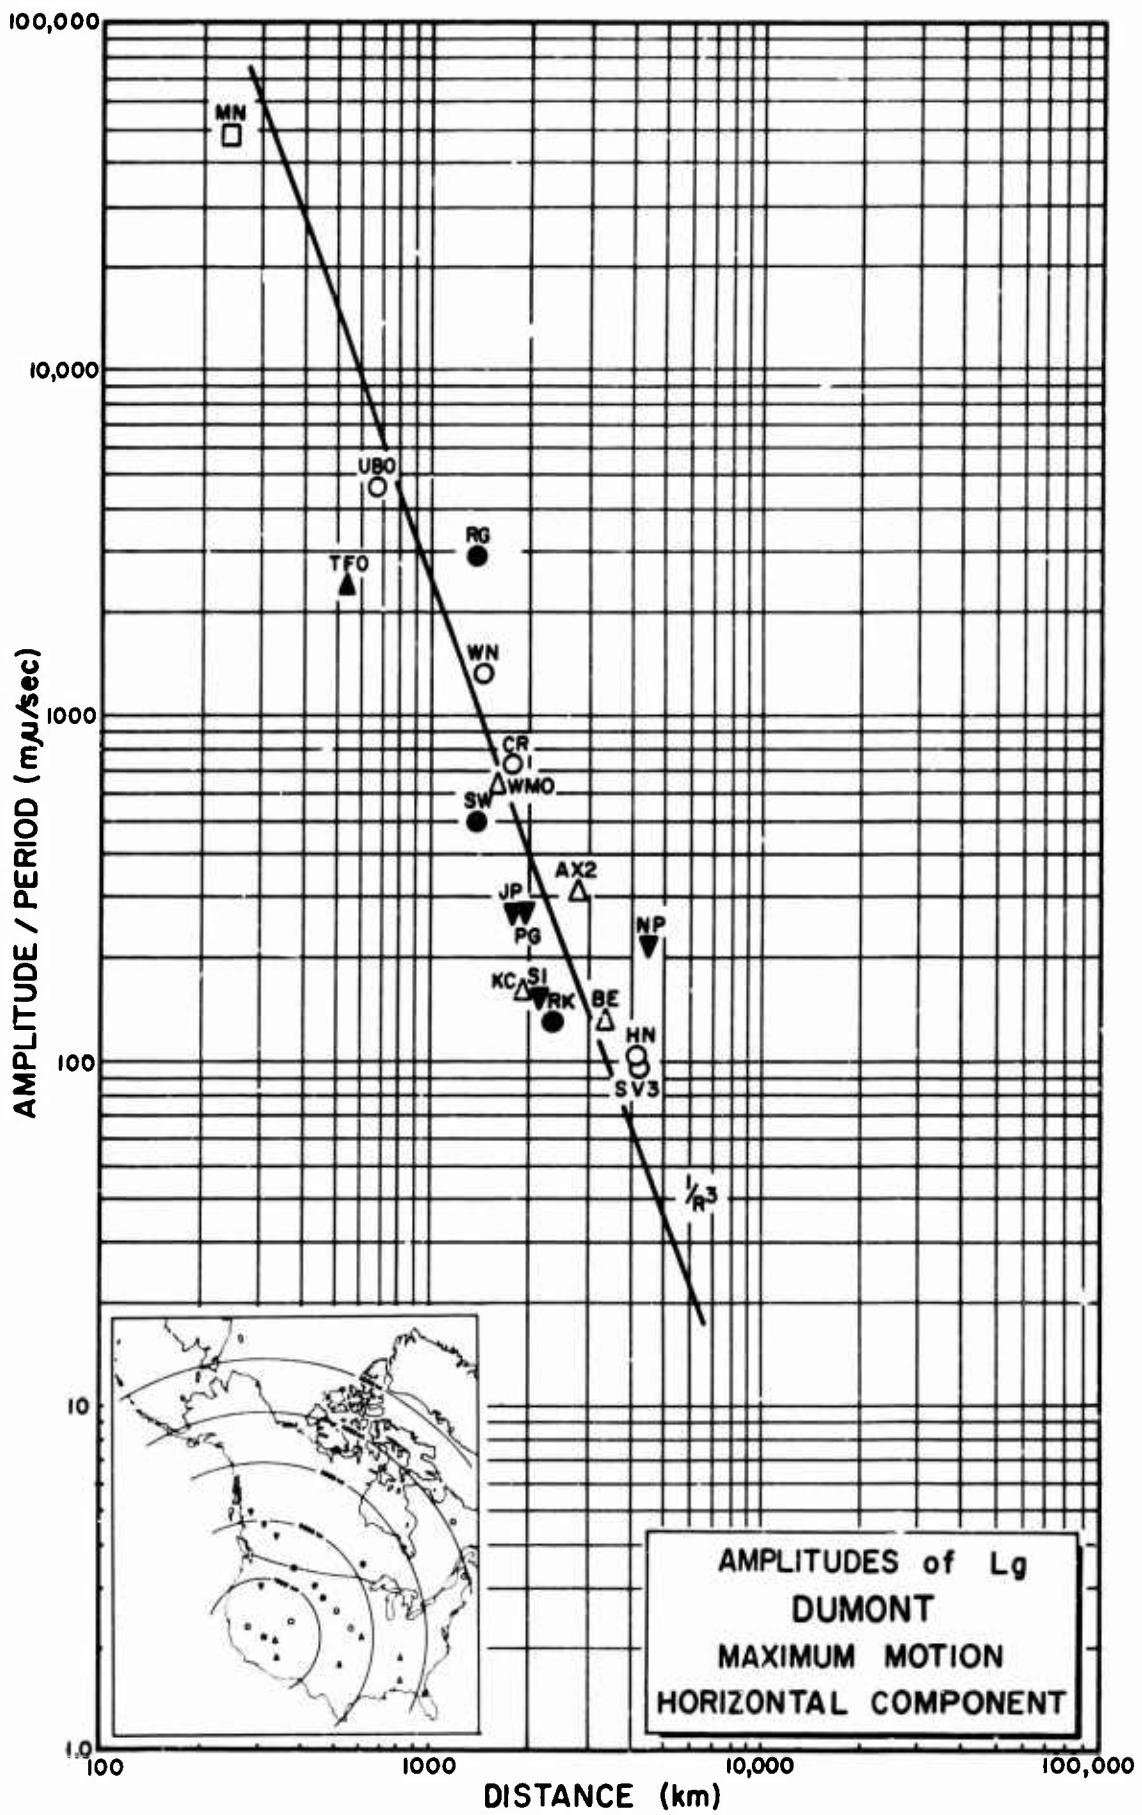 100,000
MN
10,000
UBO
RG
TFO
WN
1000
CR
WMO
SW
AX2
JP
PG
NP
KC
SI
RK
BE
HN
100
SV3
1/R3
10
1.0
AMPLITUDE / PERIOD (mμ/sec)
AMPLITUDES of Lg
DUMONT
MAXIMUM MOTION
HORIZONTAL COMPONENT
100
1000
10,000
100,000
DISTANCE (km)